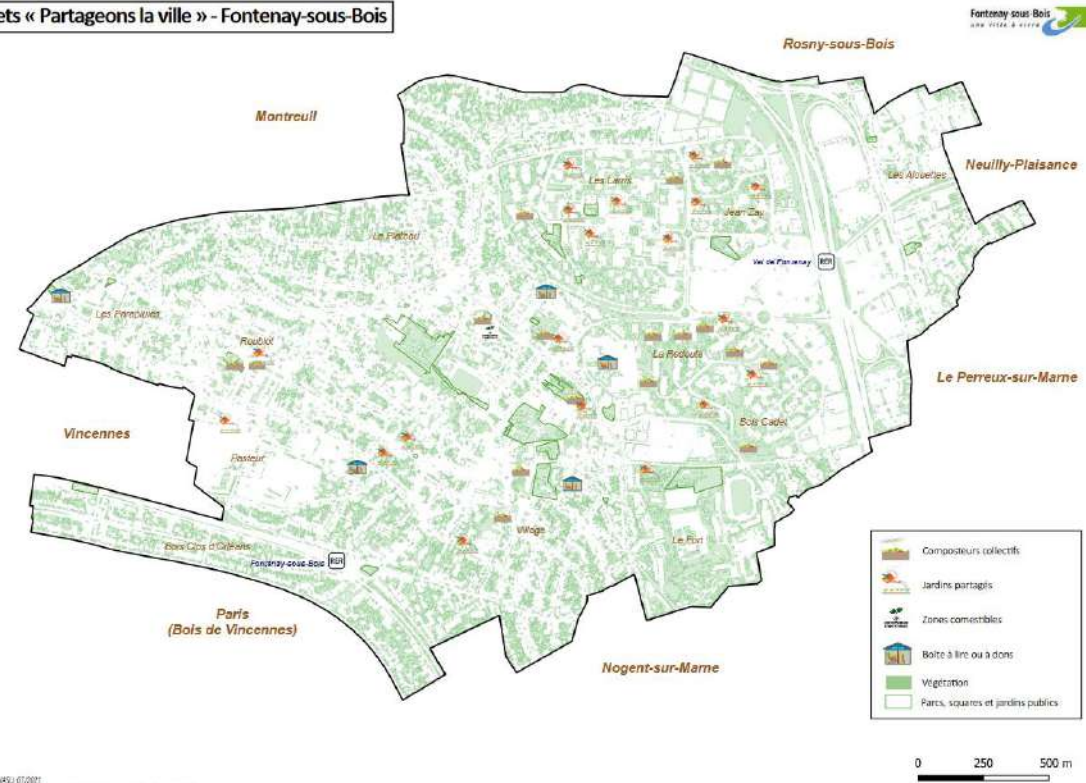 ets « Partageons la ville » - Fontenay-sous-Bois
Fontenay-sous-Bois
une ville à vivre
Rosny-sous-Bois
Montreuil
Neuilly-Plaisance
Les Larris
Les Alouettes
Jean Zay
Le Plateau
Val de Fontenay
RER
Les Parapluies
Roublot
La Redoute
Le Perreux-sur-Marne
Bois Cadet
Vincennes
Pasteur
Village
Le Fort
Bois Clos d'Orléans
Fontenay-sous-Bois
RER
Paris
(Bois de Vincennes)
Nogent-sur-Marne
Composteurs collectifs
Jardins partagés
Zones comestibles
Boîte à lire ou à dons
Végétation
Parcs, squares et jardins publics
0 250 500 m